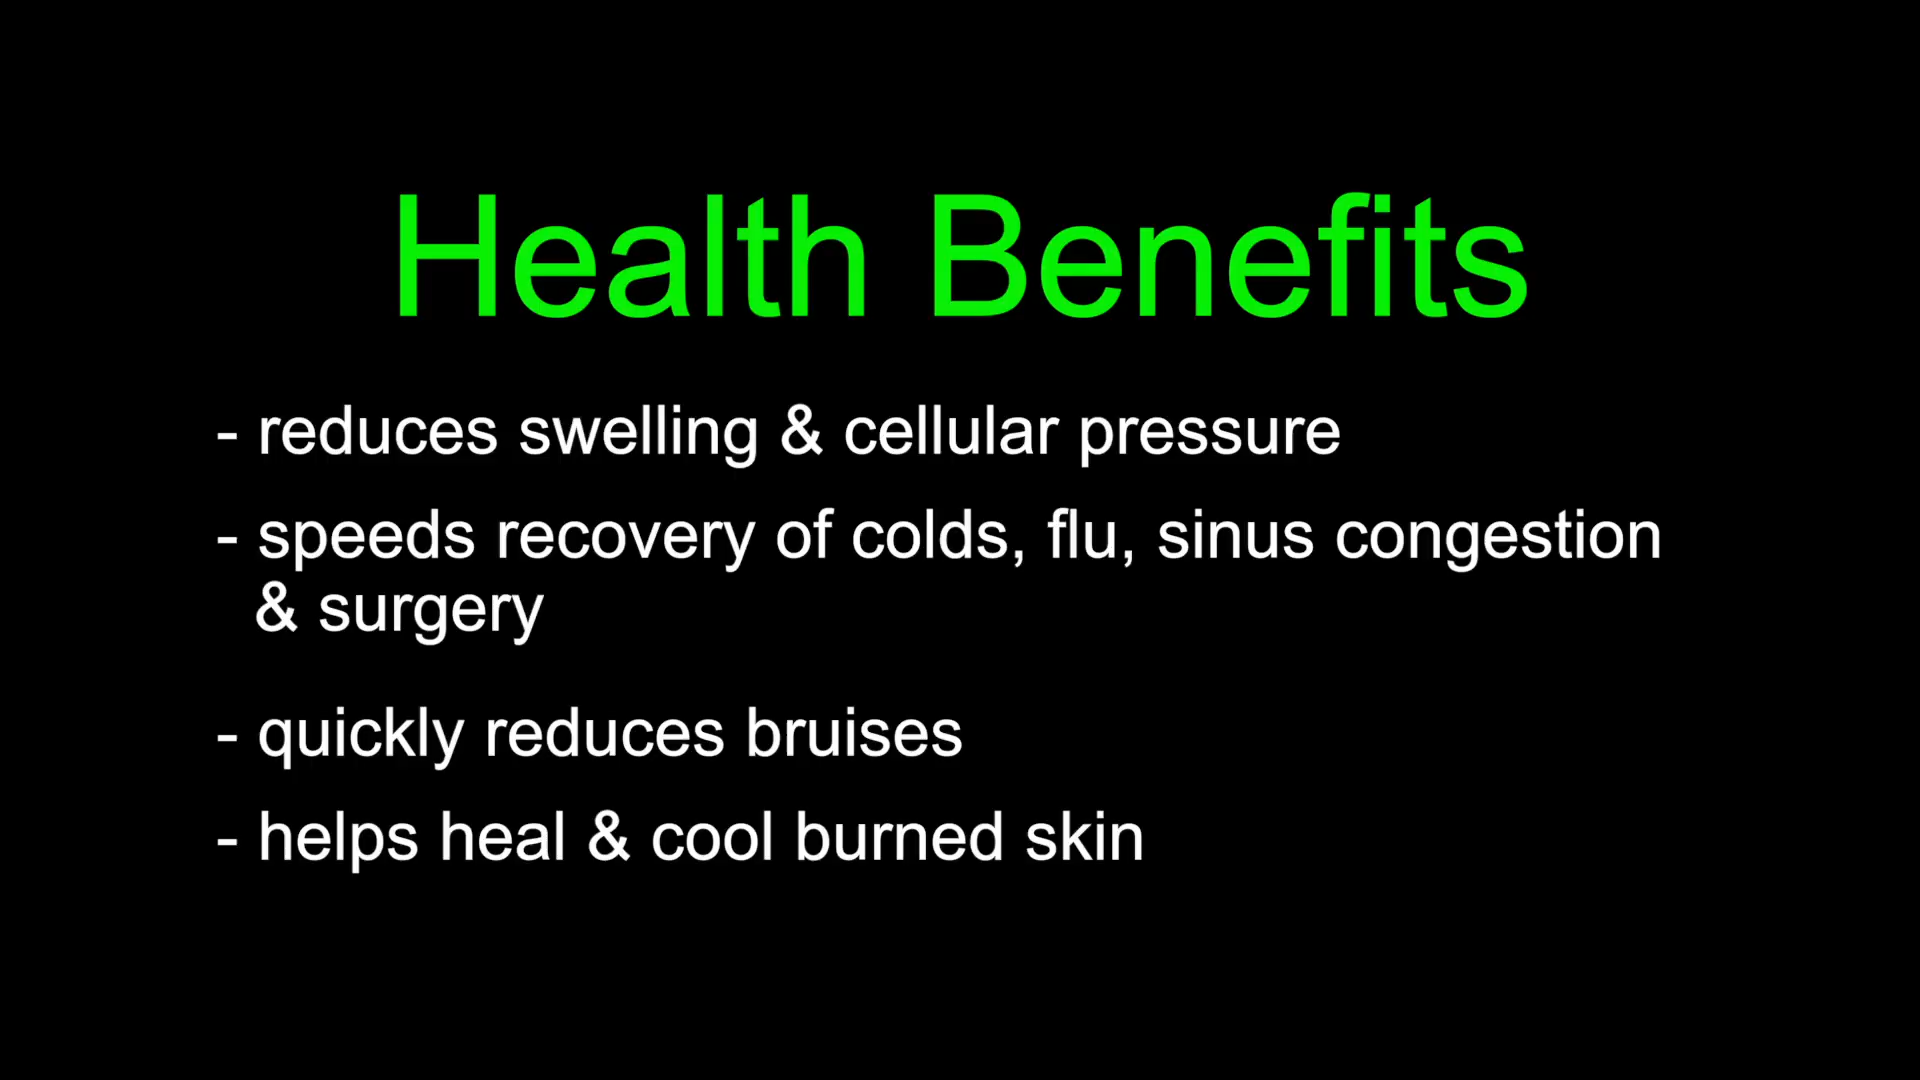 Health Benefits
- reduces swelling & cellular pressure
- speeds recovery of colds, flu, sinus congestion
& surgery
- quickly reduces bruises
- helps heal & cool burned skin